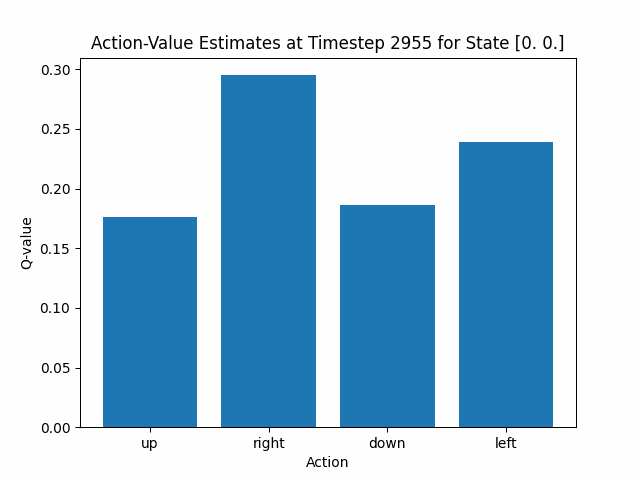 Action-Value Estimates at Timestep 2955 for State [0. 0.]
0.30
0.25
0.20
0.15
0.10
0.05
0.00
Q-value
up right down left
Action